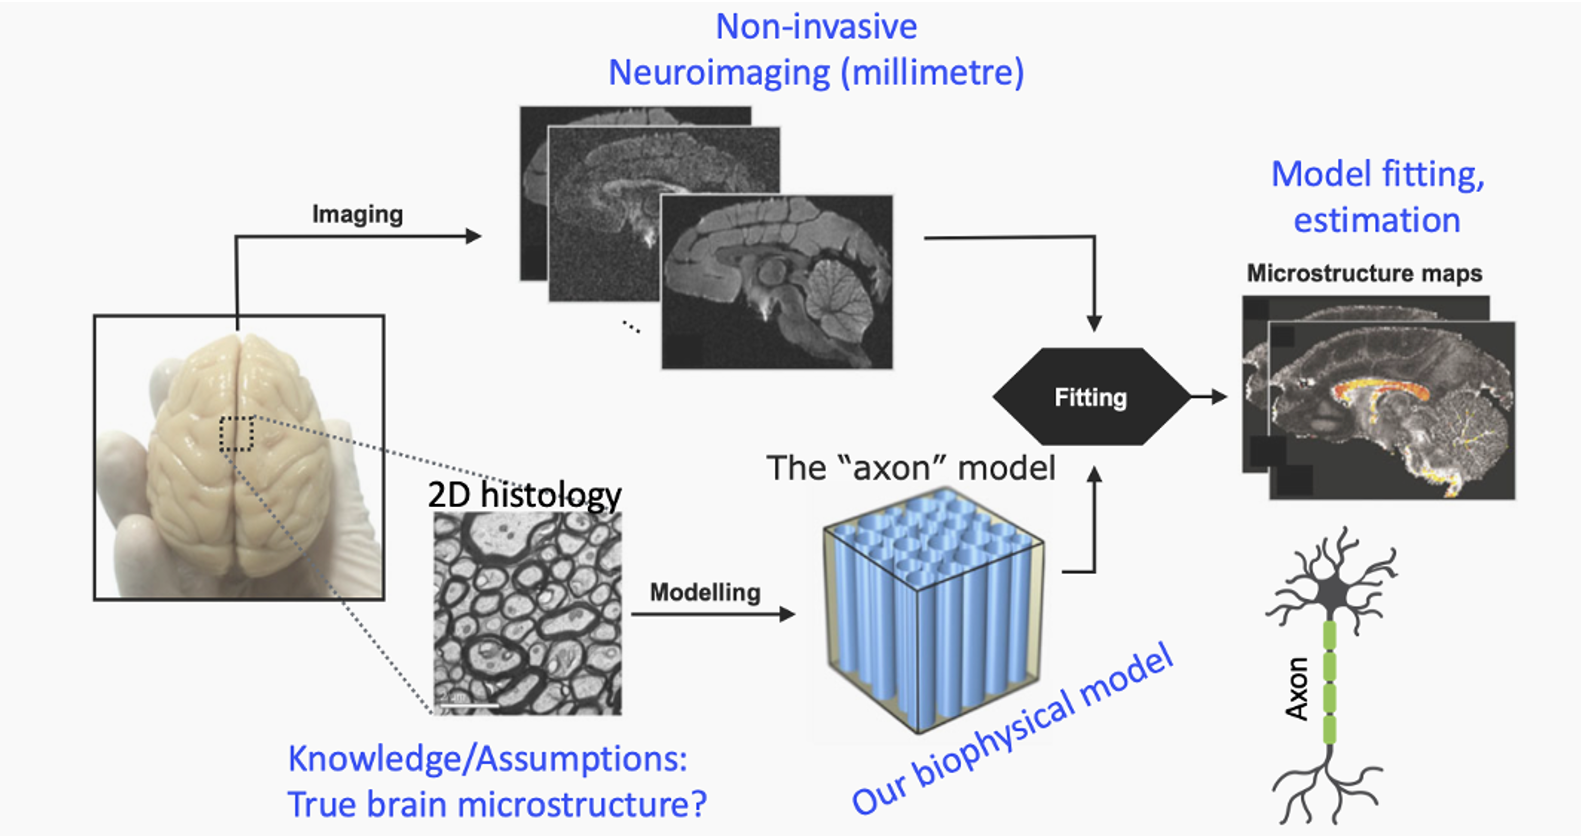 Non-invasive
Neuroimaging (millimetre)
Imaging
Model fitting,
estimation
Microstructure maps
Fitting
The “axon” model
2D histology
Modelling
Our biophysical model
Axon
Knowledge/Assumptions:
True brain microstructure?